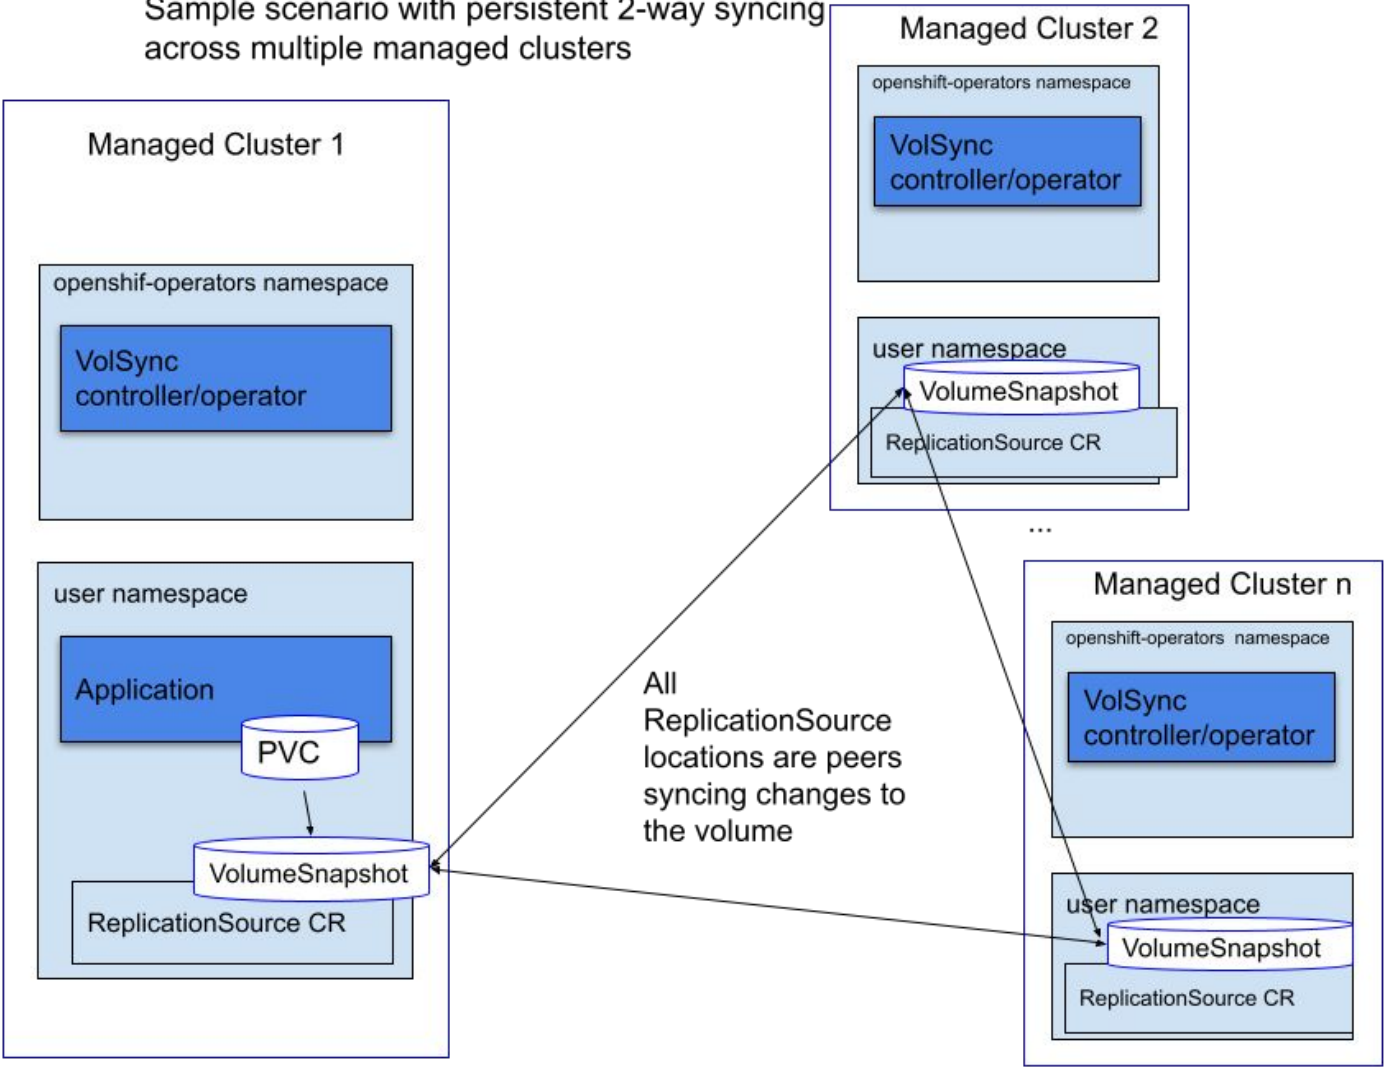 Sample scenario with persistent 2-way syncing
across multiple managed clusters
Managed Cluster 1
openshif-operators namespace
VolSync
controller/operator
user namespace
Application
PVC
VolumeSnapshot
ReplicationSource CR
All
ReplicationSource
locations are peers
syncing changes to
the volume
Managed Cluster 2
openshift-operators namespace
VolSync
controller/operator
user namespace
VolumeSnapshot
ReplicationSource CR
...
Managed Cluster n
openshift-operators namespace
VolSync
controller/operator
user namespace
VolumeSnapshot
ReplicationSource CR